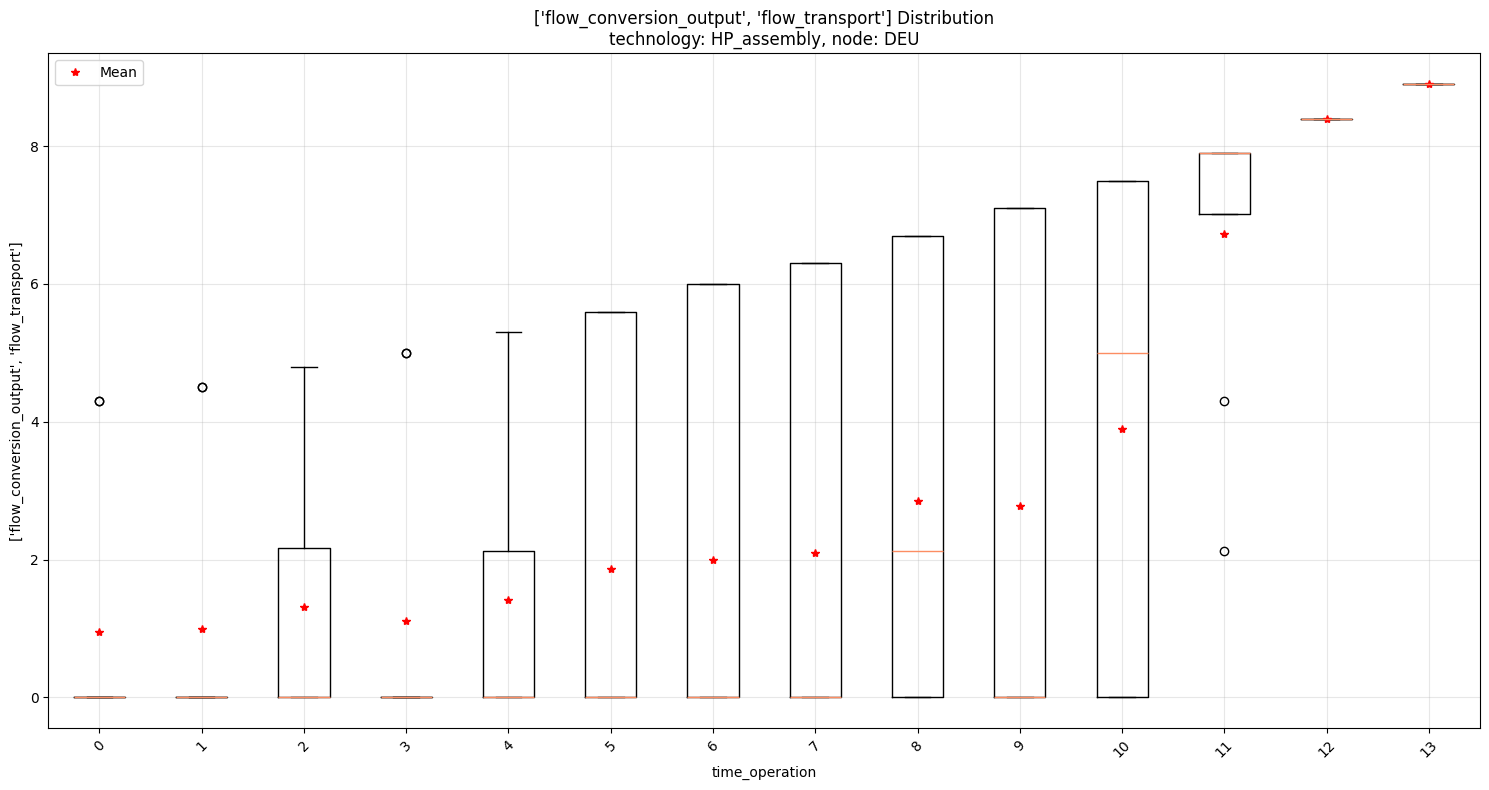 ['flow_conversion_output', 'flow_transport'] Distribution
technology: HP_assembly, node: DEU
Mean
['flow_conversion_output', 'flow_transport']
8
6
4
2
0
0 1 2 3 4 5 6 7 8 9 10 11 12 13
time_operation